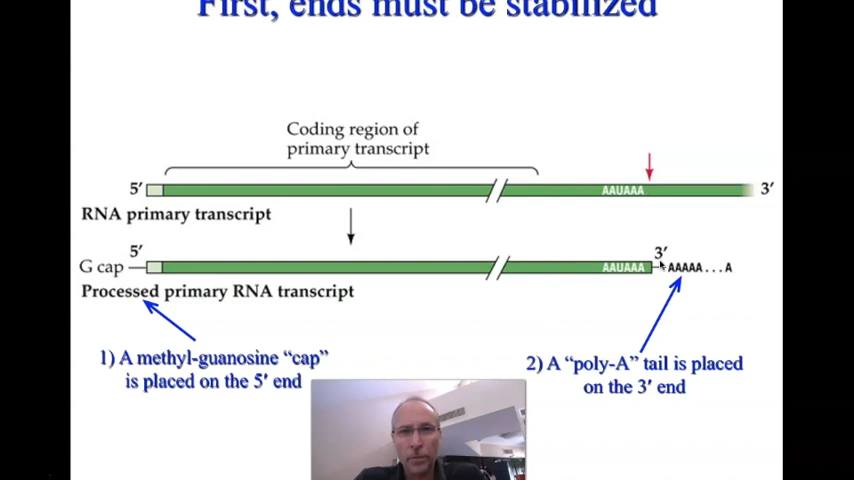 First, ends must be stabilized
Coding region of
primary transcript
5′
AAUAAA
3′
RNA primary transcript
5′
3′
G cap
AAUAAA
AAAAA...A
Processed primary RNA transcript
1) A methyl-guanosine “cap”
is placed on the 5′ end
2) A “poly-A” tail is placed
on the 3′ end